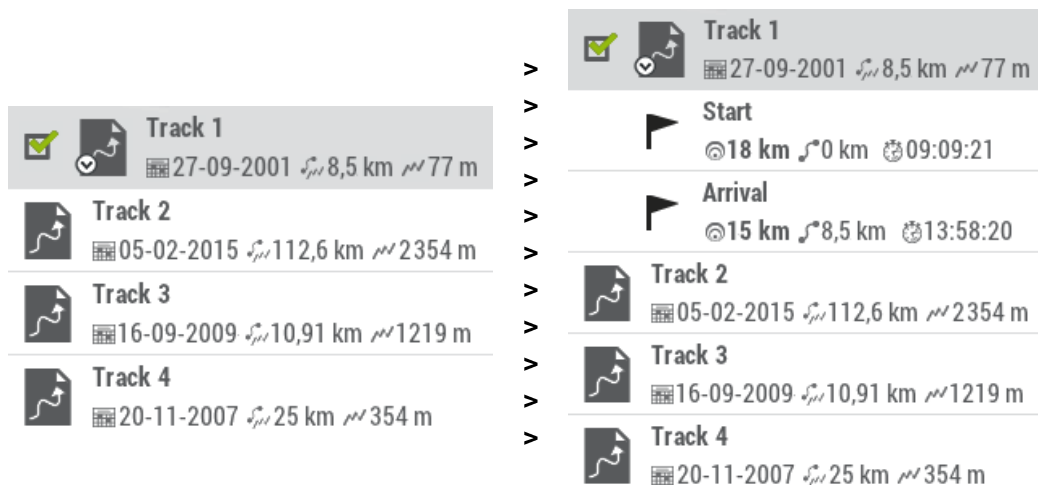 Track 1
27-09-2001 8,5 km 77 m
Track 2
05-02-2015 112,6 km 2354 m
Track 3
16-09-2009 10,91 km 1219 m
Track 4
20-11-2007 25 km 354 m
>
>
>
>
>
>
>
>
>
>
>
Track 1
27-09-2001 8,5 km 77 m
Start
18 km 0 km 09:09:21
Arrival
15 km 8,5 km 13:58:20
Track 2
05-02-2015 112,6 km 2354 m
Track 3
16-09-2009 10,91 km 1219 m
Track 4
20-11-2007 25 km 354 m